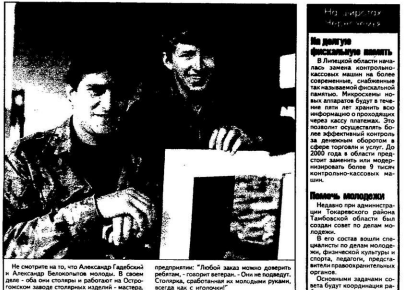 Не смотрите на то, что Александр Гадебский
и Александр Белокопытов молоды. В своем
деле - оба они столяры и работают на Остро-
гожском заводе столярных изделий - мастера.
предприятии: "Любой заказ можно доверить
ребятам, - говорит ветеран. - Они не подведут.
Столярка, сработанная их молодыми руками,
всегда как с иголочки!"
На
Черноземья
На долгую
фискальную память
В Липецкой области нача-
лась замена контрольно-
кассовых машин на более
современные, снабженные
так называемой фискальной
памятью. Микросхемы но-
вых аппаратов будут в тече-
ние пяти лет хранить всю
информацию о проходящих
через кассу платежах. Это
позволит осуществлять бо-
лее эффективный контроль
за денежным оборотом в
сфере торговли и услуг. До
2000 года в области пред-
стоит заменить или модер-
низировать более 9 тысяч
контрольно-кассовых ма-
шин.
Помочь молодежи
Недавно при администра-
ции Токаревского района
Тамбовской области был
создан совет по делам мо-
лодежи.
В его состав вошли спе-
циалисты по делам молоде-
жи, физической культуры и
спорта, педагоги, предста-
вители правоохранительных
органов.
Основными задачами со-
вета будут координация ра-